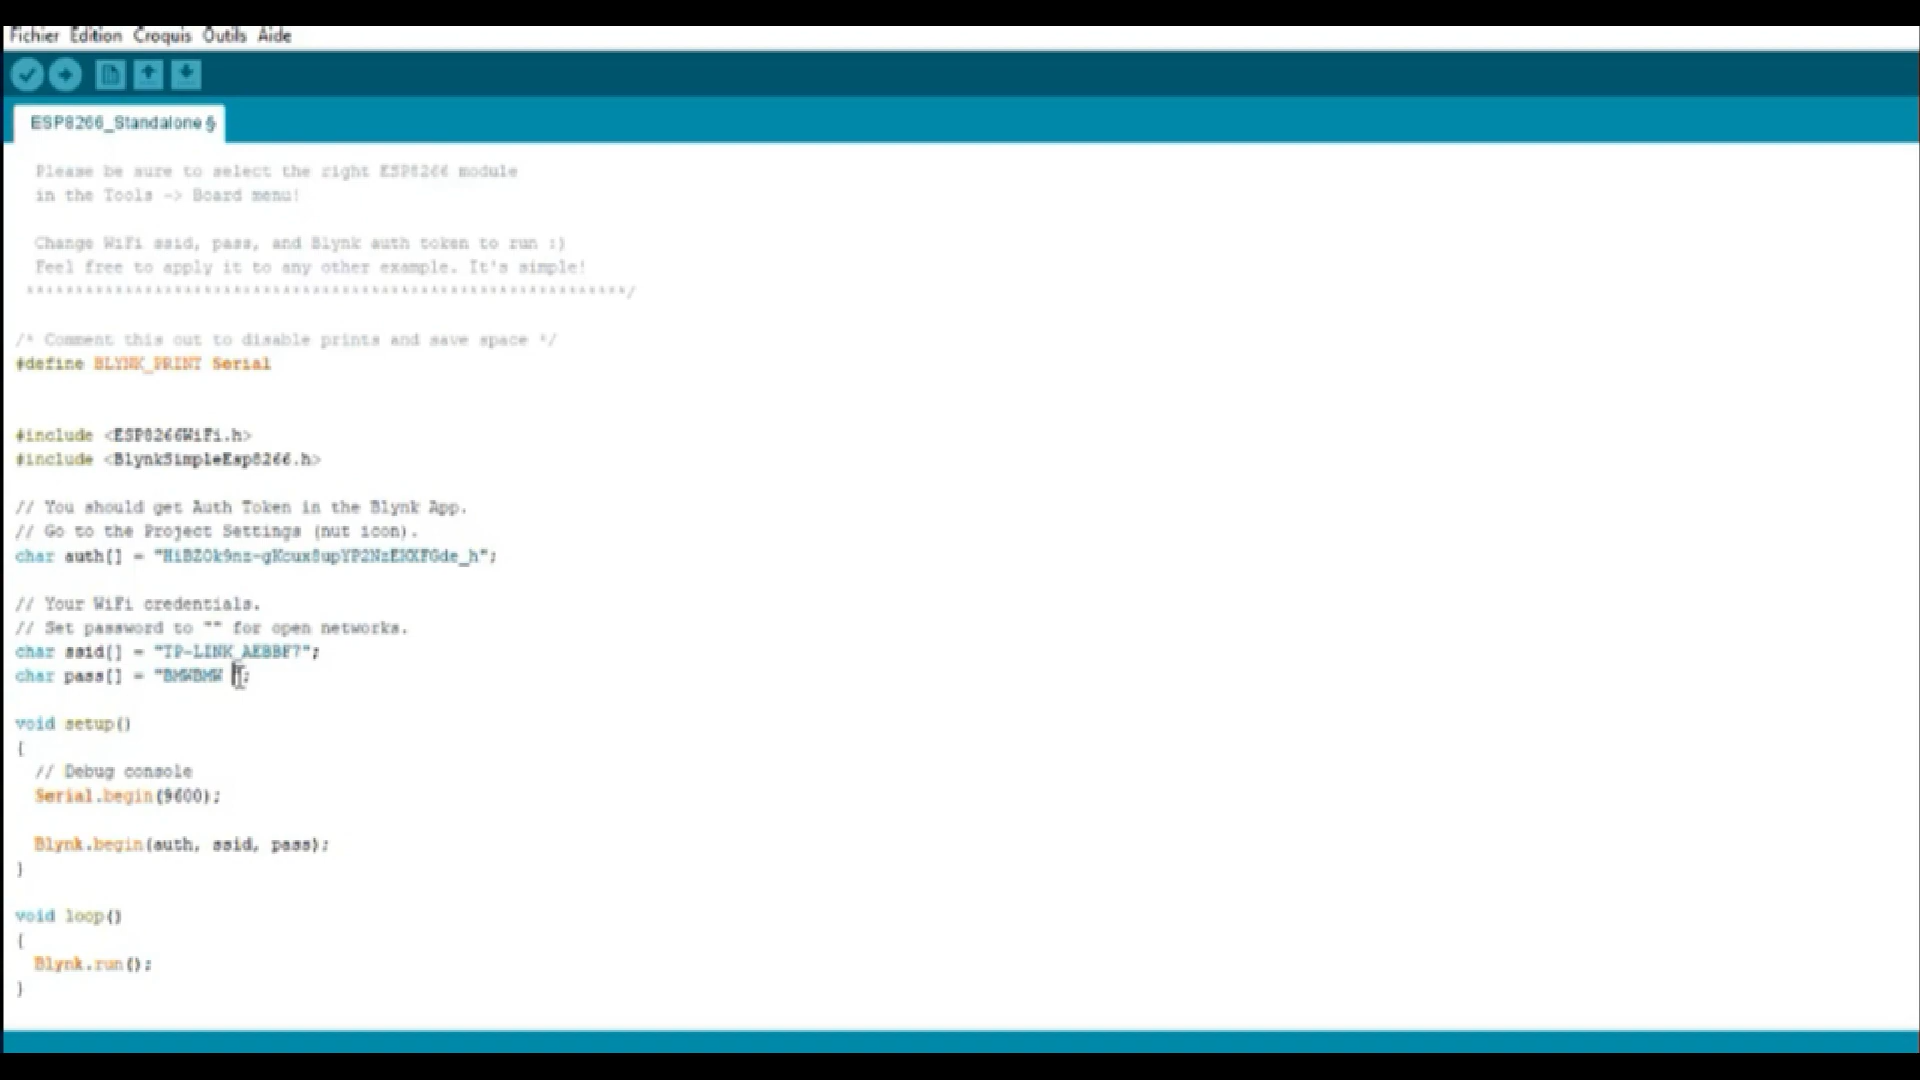 Fichier Edition Croquis Outils Aide
ESP8266_Standalone §
Please be sure to select the right ESP8266 module
in the Tools -> Board menu!
Change WiFi ssid, pass, and Blynk auth token to run :)
Feel free to apply it to any other example. It's simple!
*************************************************************/
/* Comment this out to disable prints and save space */
#define BLYNK_PRINT Serial
#include <ESP8266WiFi.h>
#include <BlynkSimpleEsp8266.h>
// You should get Auth Token in the Blynk App.
// Go to the Project Settings (nut icon).
char auth[] =
// Your WiFi credentials.
// Set password to "" for open networks.
char ssid[] = "TP-LINK_AEBBF7";
char pass[] = "BMWBMW ";
void setup()
{
// Debug console
Serial.begin(9600);
Blynk.begin(auth, ssid, pass);
}
void loop()
{
Blynk.run();
}